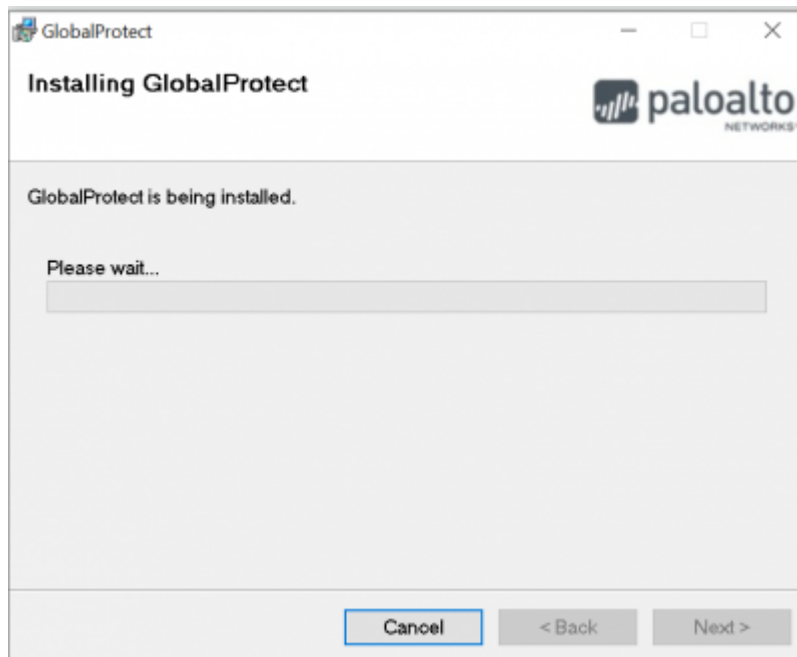 GlobalProtect
Installing GlobalProtect
paloalto
NETWORKS
GlobalProtect is being installed.
Please wait...
Cancel
< Back
Next >